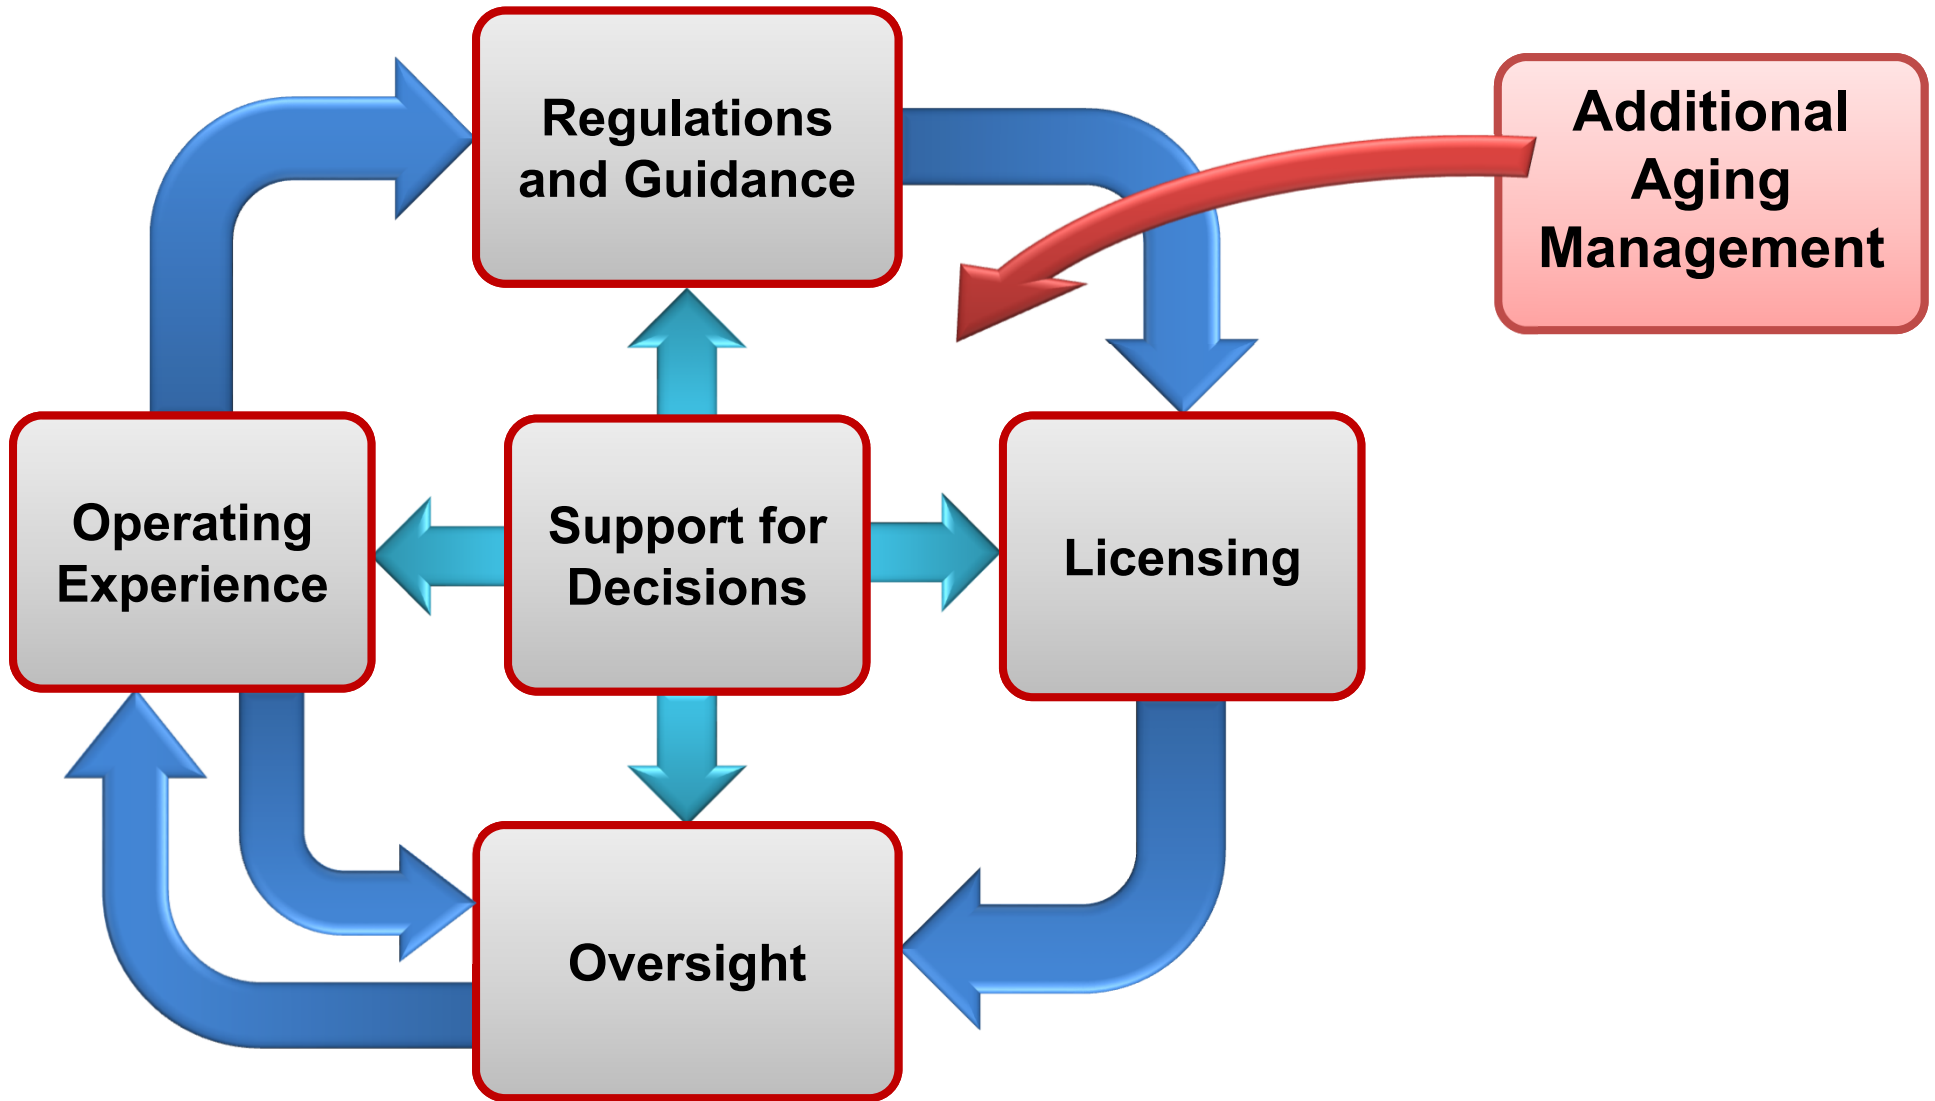 Regulations
and Guidance
Additional
Aging
Management
Operating
Experience
Support for
Decisions
Licensing
Oversight